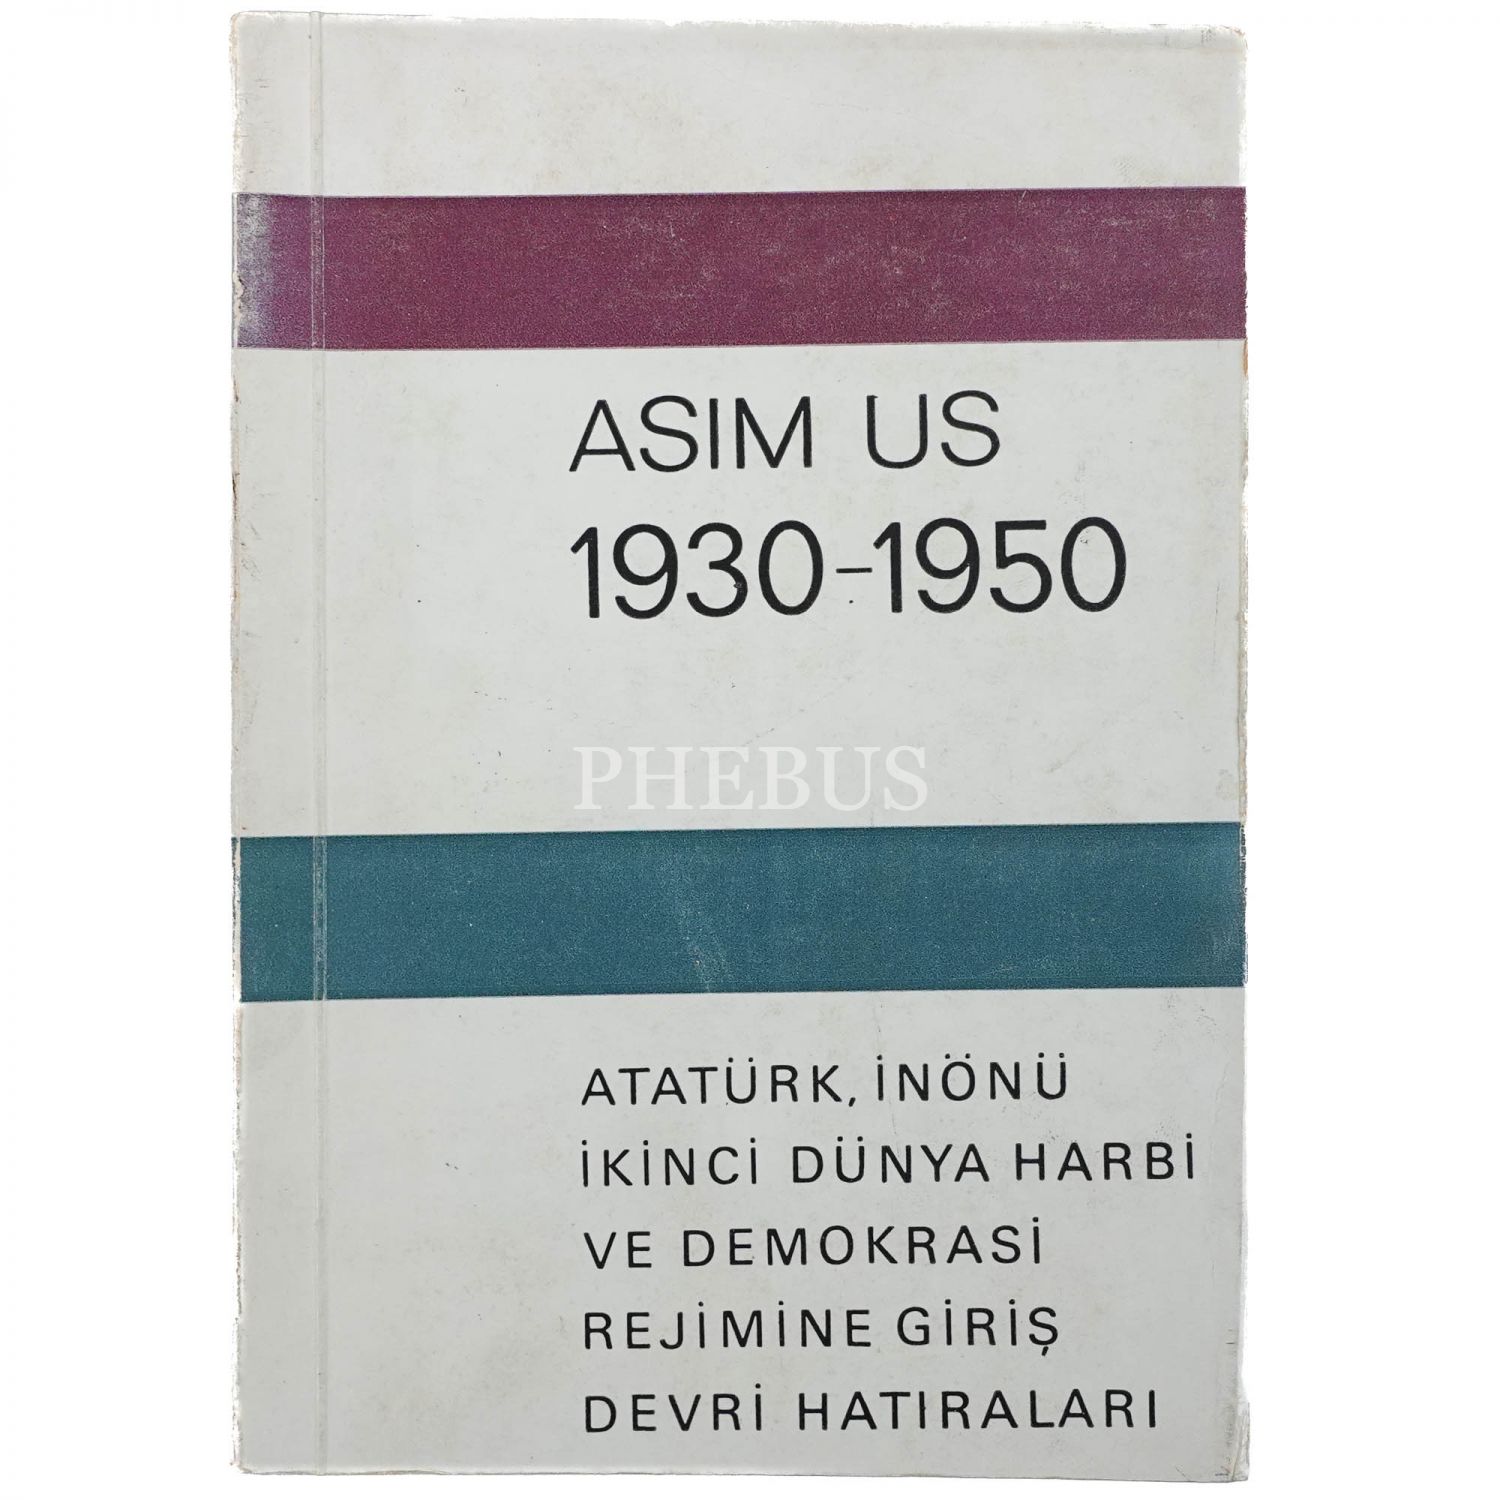 ASIM US
1930-1950
PHEBUS
ATATÜRK, İNÖNÜ
İKİNCİ DÜNYA HARBİ
VE DEMOKRASİ
REJİMİNE GİRİŞ
DEVRİ HATIRALARI